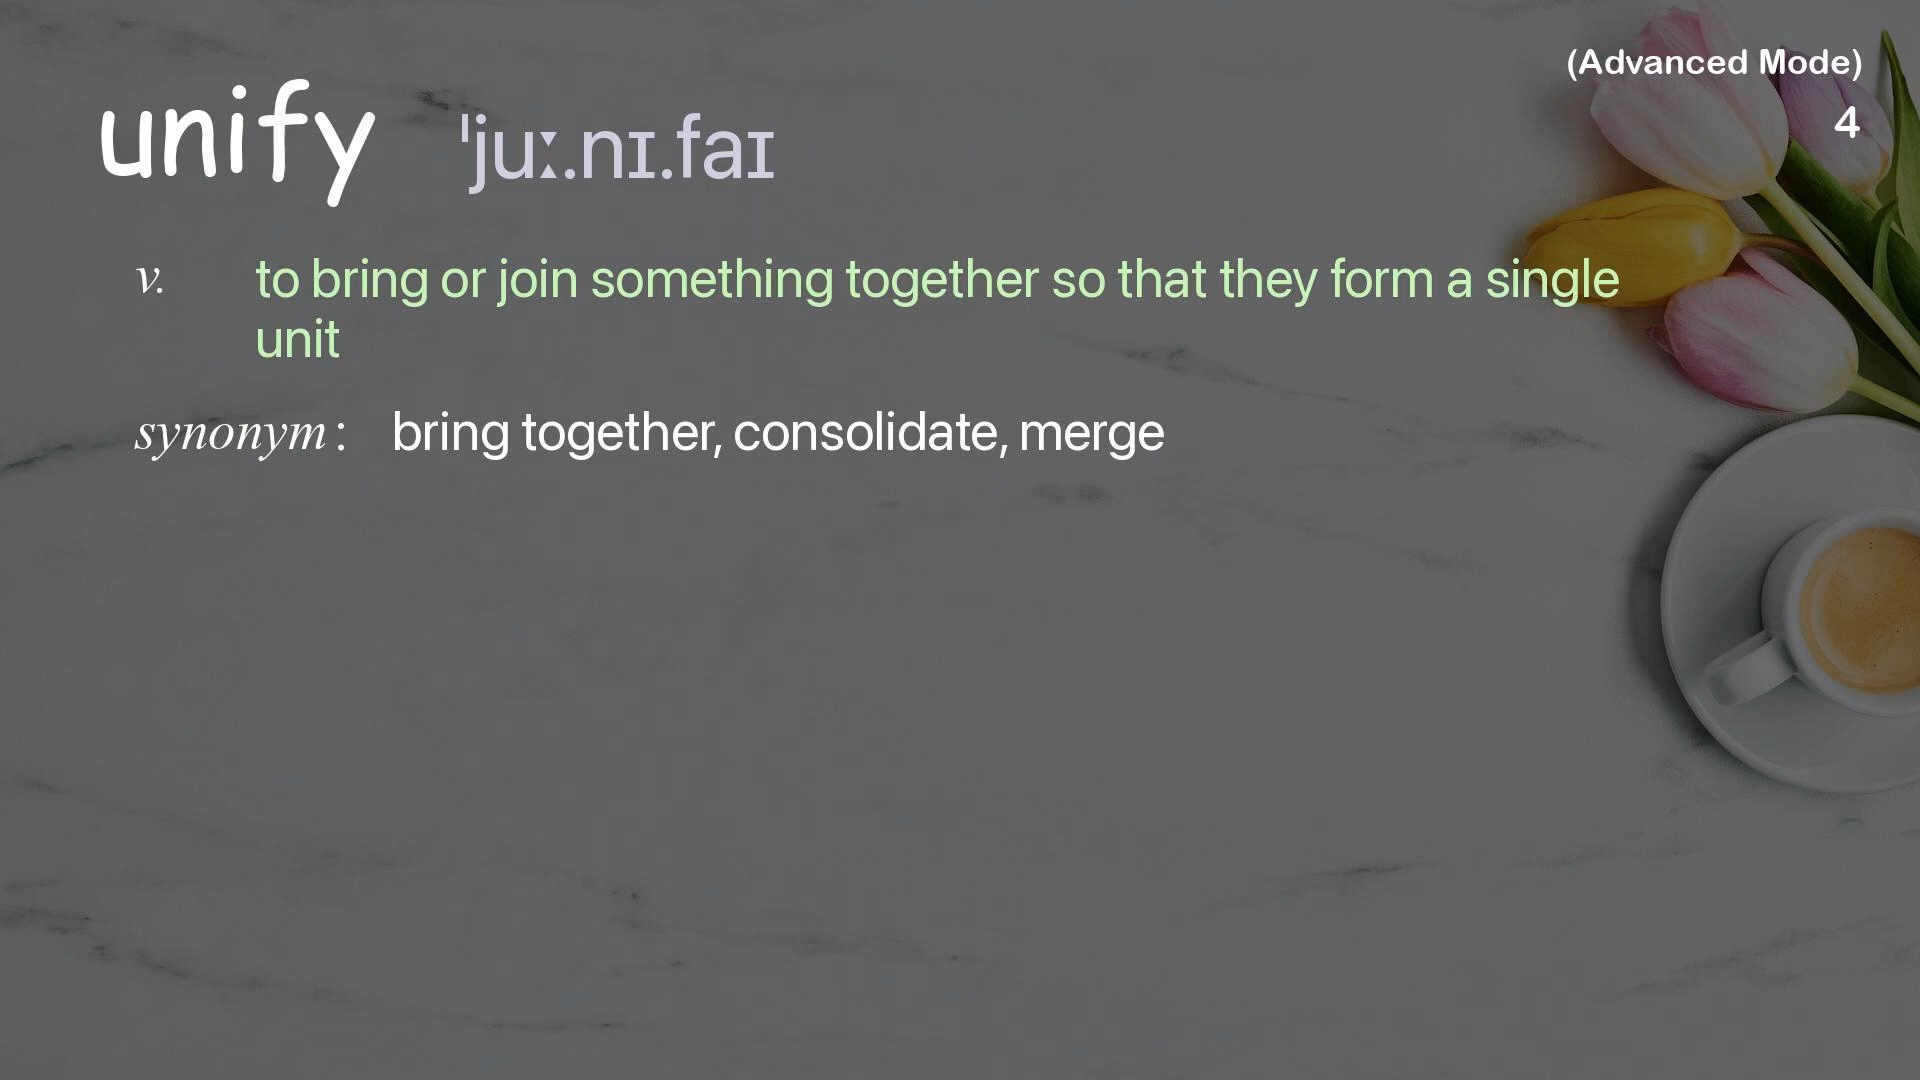 (Advanced Mode)
4
unify ˈjuː.nɪ.faɪ
v. to bring or join something together so that they form a single
unit
synonym: bring together, consolidate, merge